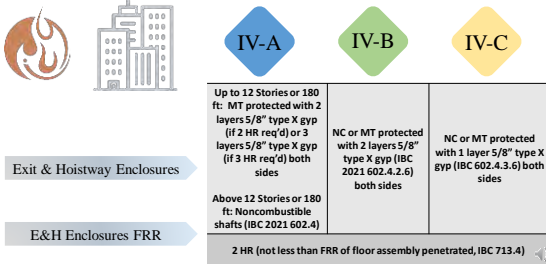 IV-A
IV-B
IV-C
Exit & Hoistway Enclosures
Up to 12 Stories or 180
ft: MT protected with 2
layers 5/8" type X gyp
(if 2 HR req'd) or 3
layers 5/8" type X gyp
(if 3 HR req'd) both
sides
Above 12 Stories or 180
ft: Noncombustible
shafts (IBC 2021 602.4)
NC or MT protected
with 2 layers 5/8"
type X gyp (IBC
2021 602.4.2.6)
both sides
NC or MT protected
with 1 layer 5/8" type X
gyp (IBC 602.4.3.6) both
sides
E&H Enclosures FRR
2 HR (not less than FRR of floor assembly penetrated, IBC 713.4)